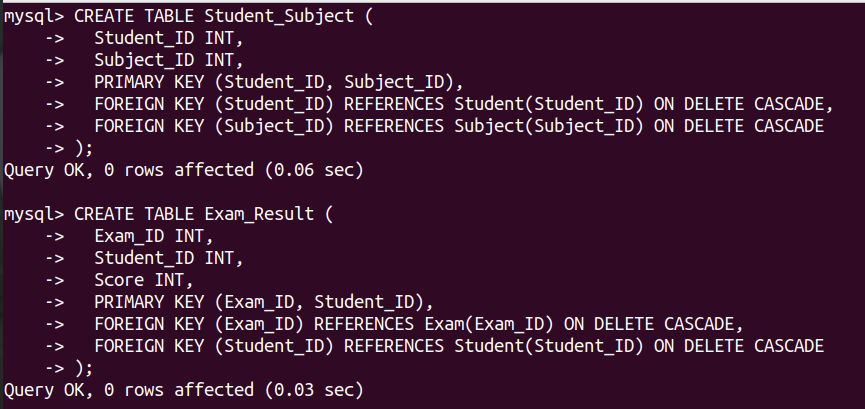 mysql> CREATE TABLE Student_Subject (
    ->   Student_ID INT,
    ->   Subject_ID INT,
    ->   PRIMARY KEY (Student_ID, Subject_ID),
    ->   FOREIGN KEY (Student_ID) REFERENCES Student(Student_ID) ON DELETE CASCADE,
    ->   FOREIGN KEY (Subject_ID) REFERENCES Subject(Subject_ID) ON DELETE CASCADE
    -> );
Query OK, 0 rows affected (0.06 sec)

mysql> CREATE TABLE Exam_Result (
    ->   Exam_ID INT,
    ->   Student_ID INT,
    ->   Score INT,
    ->   PRIMARY KEY (Exam_ID, Student_ID),
    ->   FOREIGN KEY (Exam_ID) REFERENCES Exam(Exam_ID) ON DELETE CASCADE,
    ->   FOREIGN KEY (Student_ID) REFERENCES Student(Student_ID) ON DELETE CASCADE
    -> );
Query OK, 0 rows affected (0.03 sec)